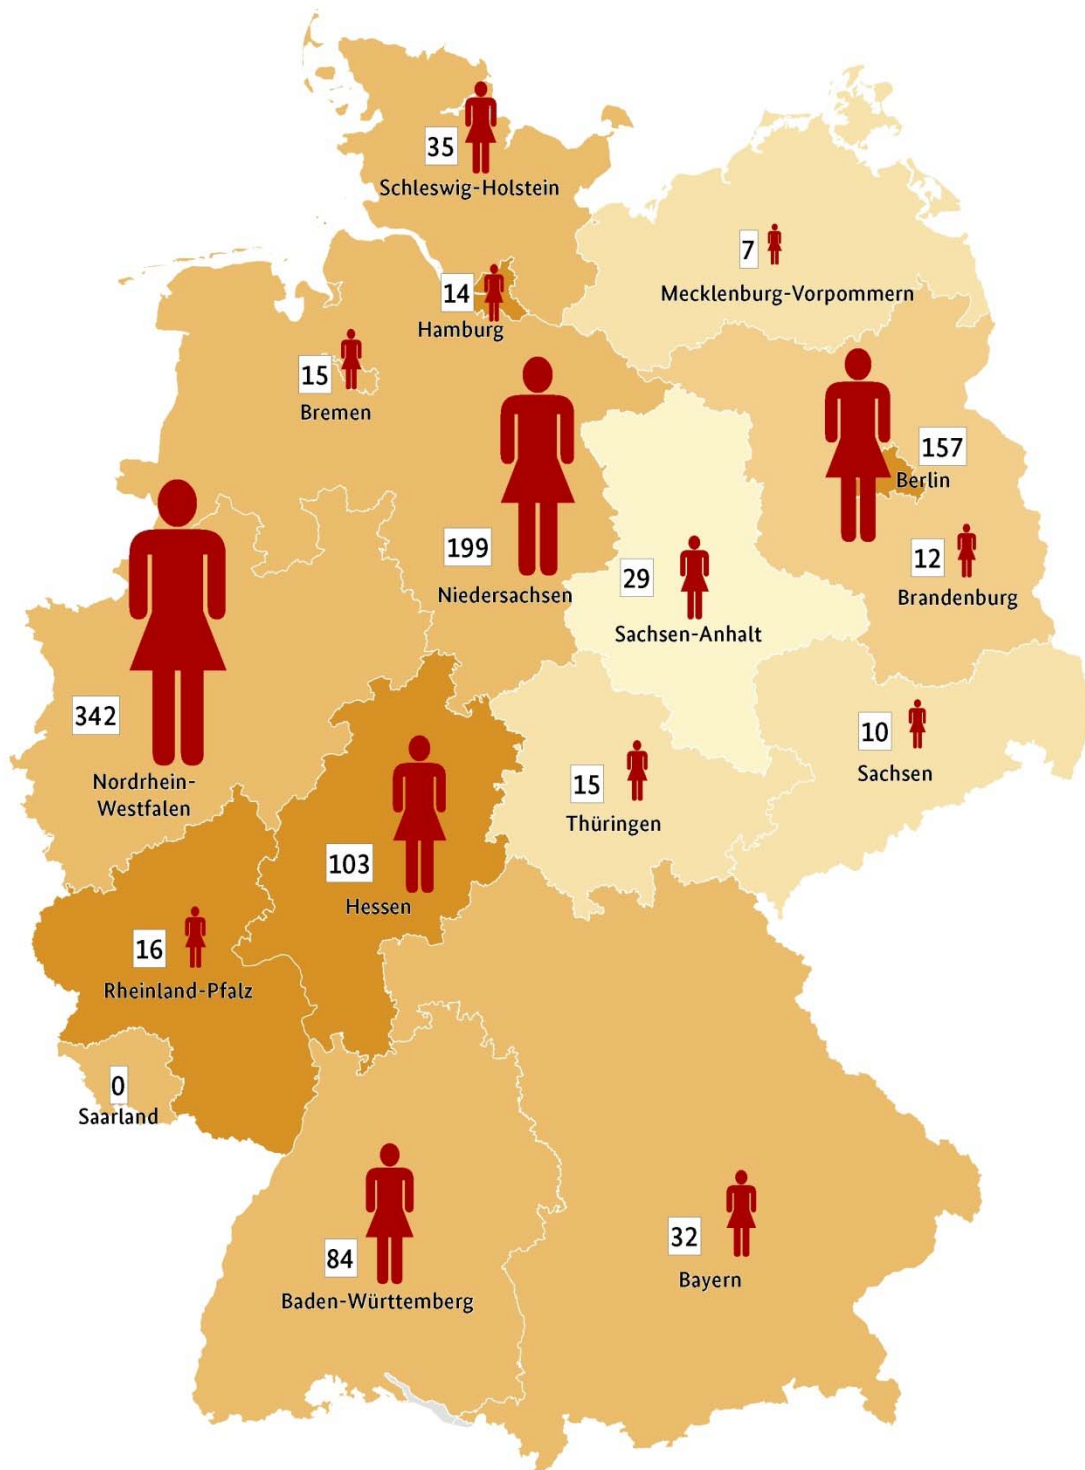 35
Schleswig-Holstein
7
Mecklenburg-Vorpommern
14
Hamburg
15
Bremen
157
Berlin
199
Niedersachsen
12
Brandenburg
29
Sachsen-Anhalt
342
Nordrhein-
Westfalen
10
Sachsen
15
Thüringen
103
Hessen
16
Rheinland-Pfalz
0
Saarland
84
Baden-Württemberg
32
Bayern